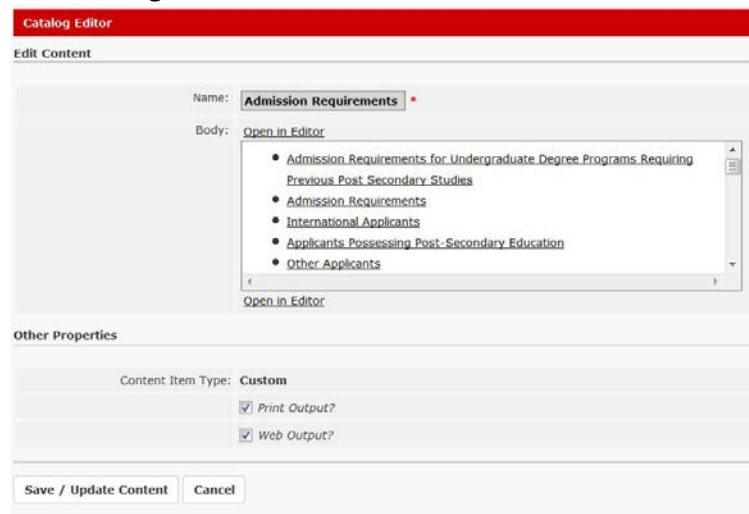 Catalog Editor
Edit Content
Name: Admission Requirements *
Body: Open in Editor
• Admission Requirements for Undergraduate Degree Programs Requiring
Previous Post Secondary Studies
• Admission Requirements
• International Applicants
• Applicants Possessing Post-Secondary Education
• Other Applicants
Open in Editor
Other Properties
Content Item Type: Custom
Print Output?
Web Output?
Save / Update Content Cancel